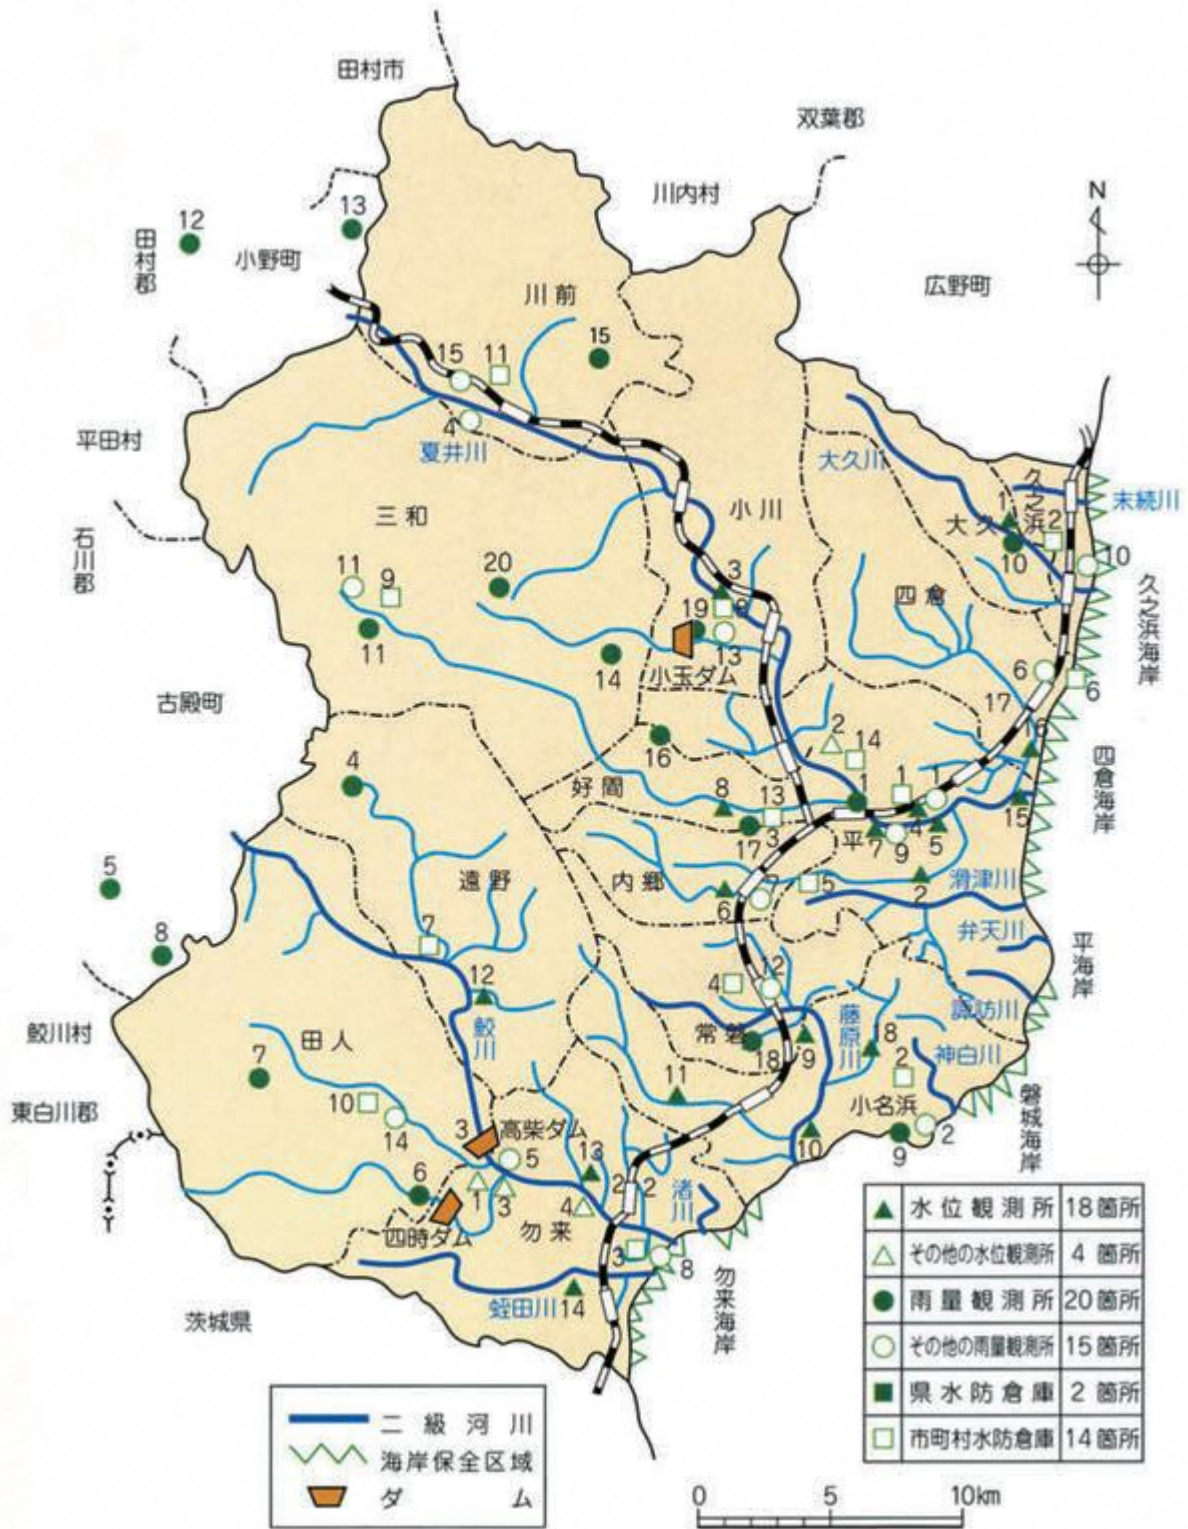 田村市
双葉郡
川内村
N
12
13
田村郡
小野町
広野町
川前
15
11
15
平田村
4
夏井川
大久川
久之浜
末続川
三和
小川
1
大久
2
石川郡
10
10
11
9
20
3
四倉
久之浜海岸
8
19
11
14
13
小玉ダム
6
6
古殿町
17
16
16
2
14
四倉海岸
4
好間
8
13
1
1
1
15
17
3
平
7
4
9
5
5
遠野
内郷
6
7
5
2
滑津川
8
7
弁天川
平海岸
12
4
12
諏訪川
鮫川村
田人
鮫川
常磐
18
9
藤原川
18
2
神白川
7
11
東白川郡
10
14
3
高柴ダム
小名浜
磐城海岸
5
13
10
9
2
6
1
3
4
2
2
渚川
四時ダム
勿来
3
8
勿来海岸
蛭田川
14
茨城県
水位観測所 18箇所
その他の水位観測所 4箇所
雨量観測所 20箇所
その他の雨量観測所 15箇所
県水防倉庫 2箇所
市町村水防倉庫 14箇所
二級河川
海岸保全区域
ダム
0 5 10km